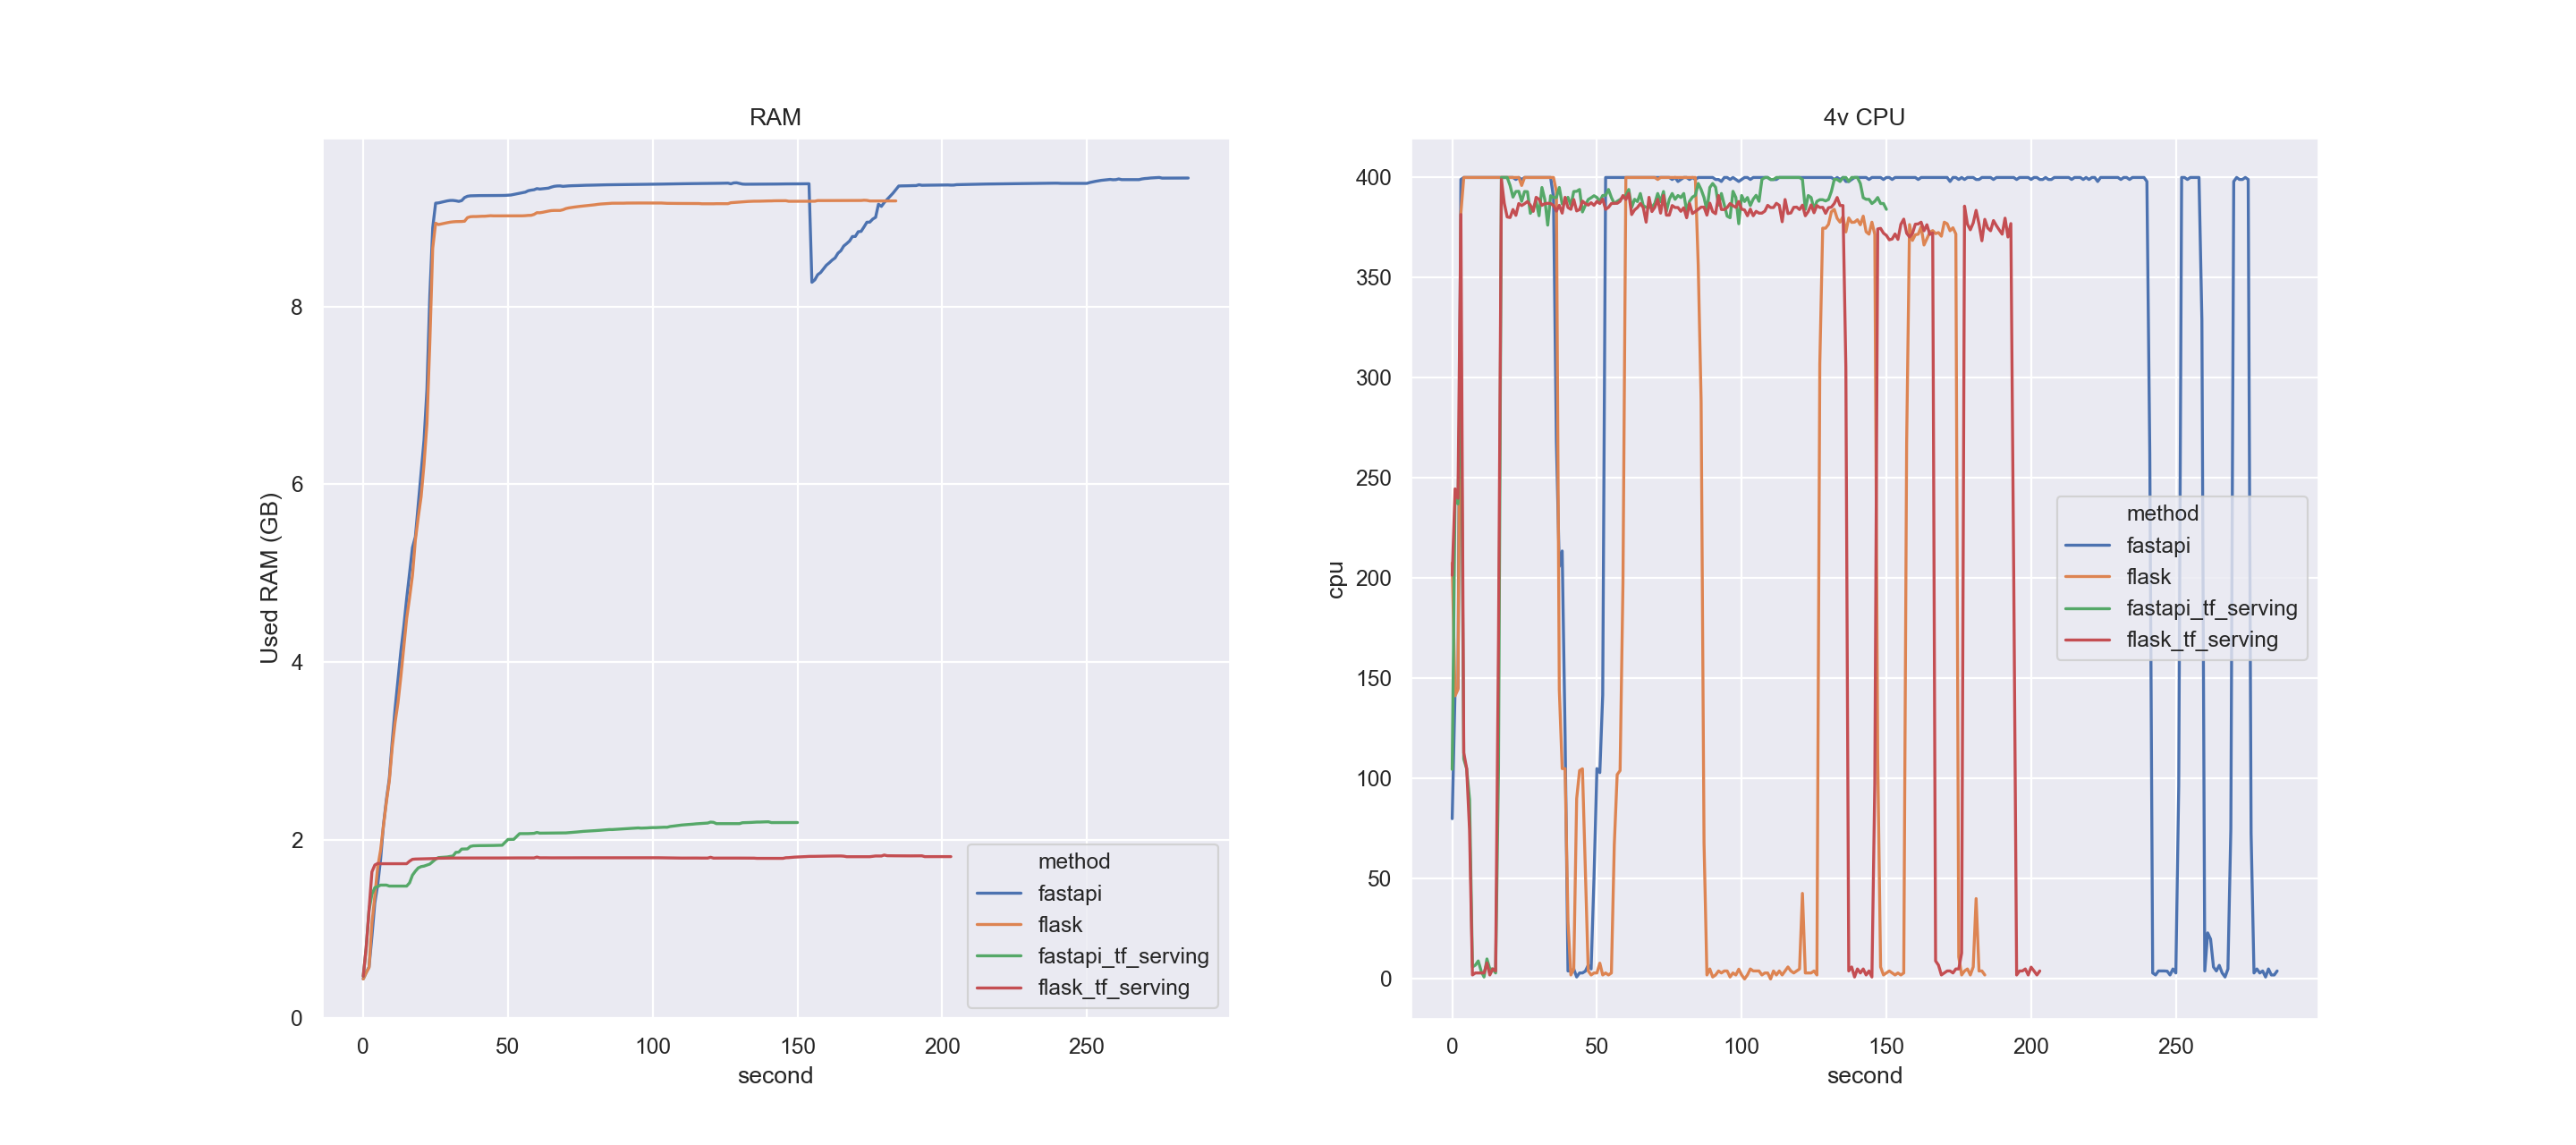 RAM
Used RAM (GB)
8
6
4
2
0
0 50 100 150 200 250
second
method
fastapi
flask
fastapi_tf_serving
flask_tf_serving
4v CPU
cpu
400
350
300
250
200
150
100
50
0
0 50 100 150 200 250
second
method
fastapi
flask
fastapi_tf_serving
flask_tf_serving